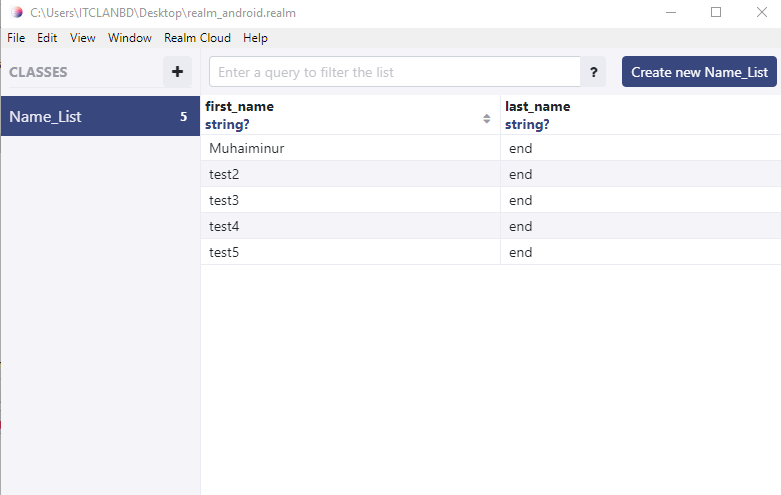 C:\Users\ITCLANBD\Desktop\realm_android.realm
File Edit View Window Realm Cloud Help
CLASSES + Enter a query to filter the list ? Create new Name_List
Name_List 5
first_name last_name
string? string?
Muhaiminur end
test2 end
test3 end
test4 end
test5 end